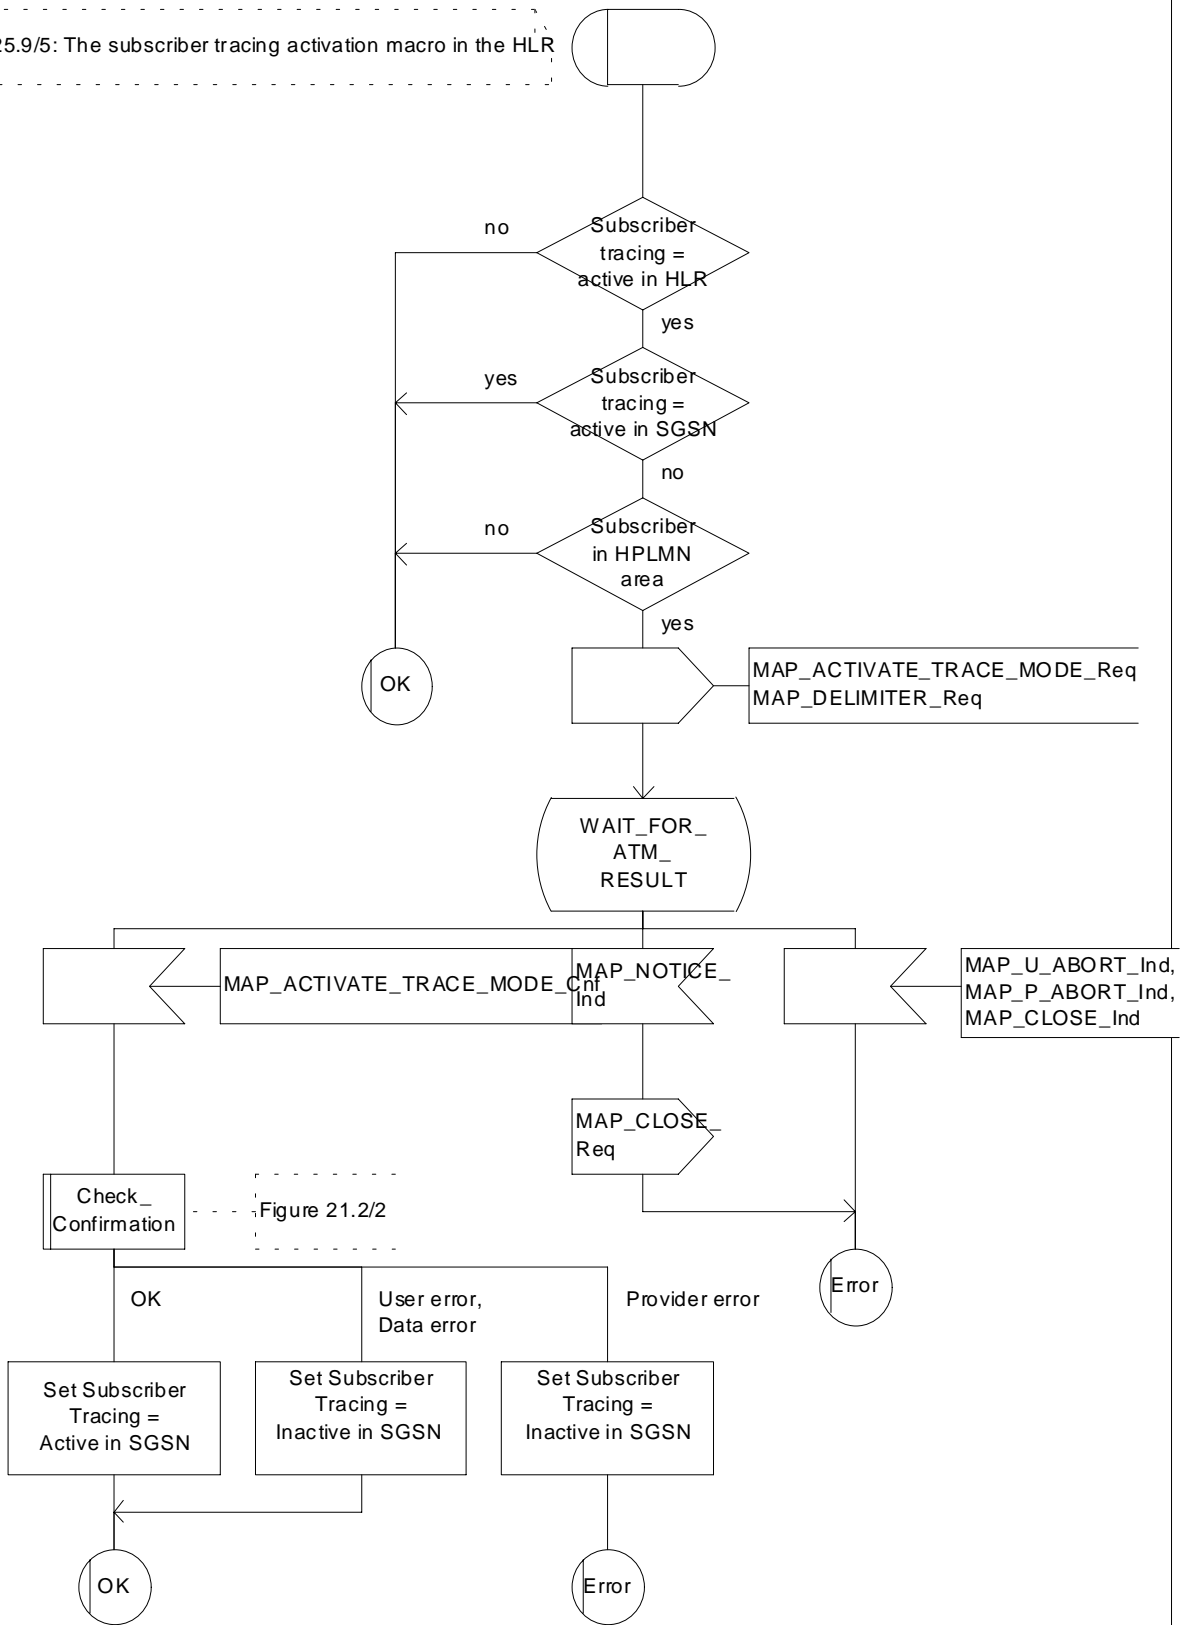 25.9/5: The subscriber tracing activation macro in the HLR
no
Subscriber
tracing =
active in HLR
yes
yes
Subscriber
tracing =
active in SGSN
no
no
Subscriber
in HPLMN
area
yes
OK
MAP_ACTIVATE_TRACE_MODE_Req
MAP_DELIMITER_Req
WAIT_FOR_
ATM_
RESULT
MAP_ACTIVATE_TRACE_MODE_Cnf
MAP_NOTICE_
Ind
MAP_U_ABORT_Ind,
MAP_P_ABORT_Ind,
MAP_CLOSE_Ind
MAP_CLOSE_
Req
Check_
Confirmation
Figure 21.2/2
Error
OK
User error,
Data error
Provider error
Set Subscriber
Tracing =
Active in SGSN
Set Subscriber
Tracing =
Inactive in SGSN
Set Subscriber
Tracing =
Inactive in SGSN
OK
Error